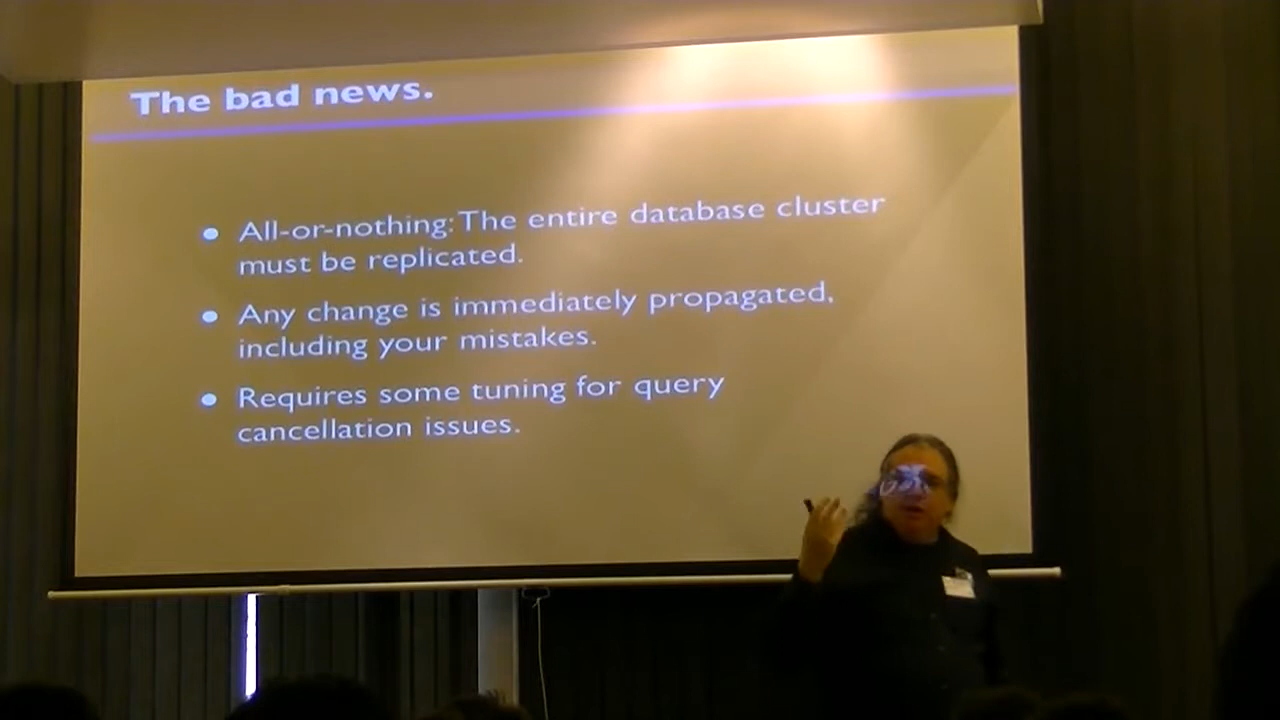 The bad news.
All-or-nothing: The entire database cluster
must be replicated.
Any change is immediately propagated,
including your mistakes.
Requires some tuning for query
cancellation issues.